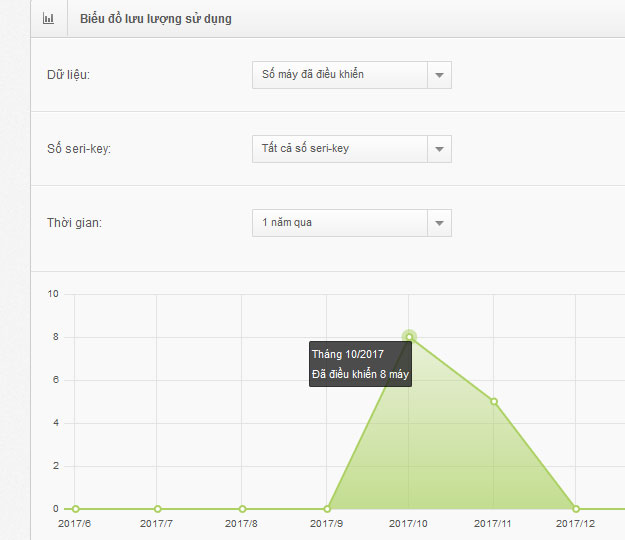 Biểu đồ lưu lượng sử dụng
Dữ liệu:
Số máy đã điều khiển
Số seri-key:
Tất cả số seri-key
Thời gian:
1 năm qua
10
8
6
4
2
0
Tháng 10/2017
Đã điều khiển 8 máy
2017/6 2017/7 2017/8 2017/9 2017/10 2017/11 2017/12